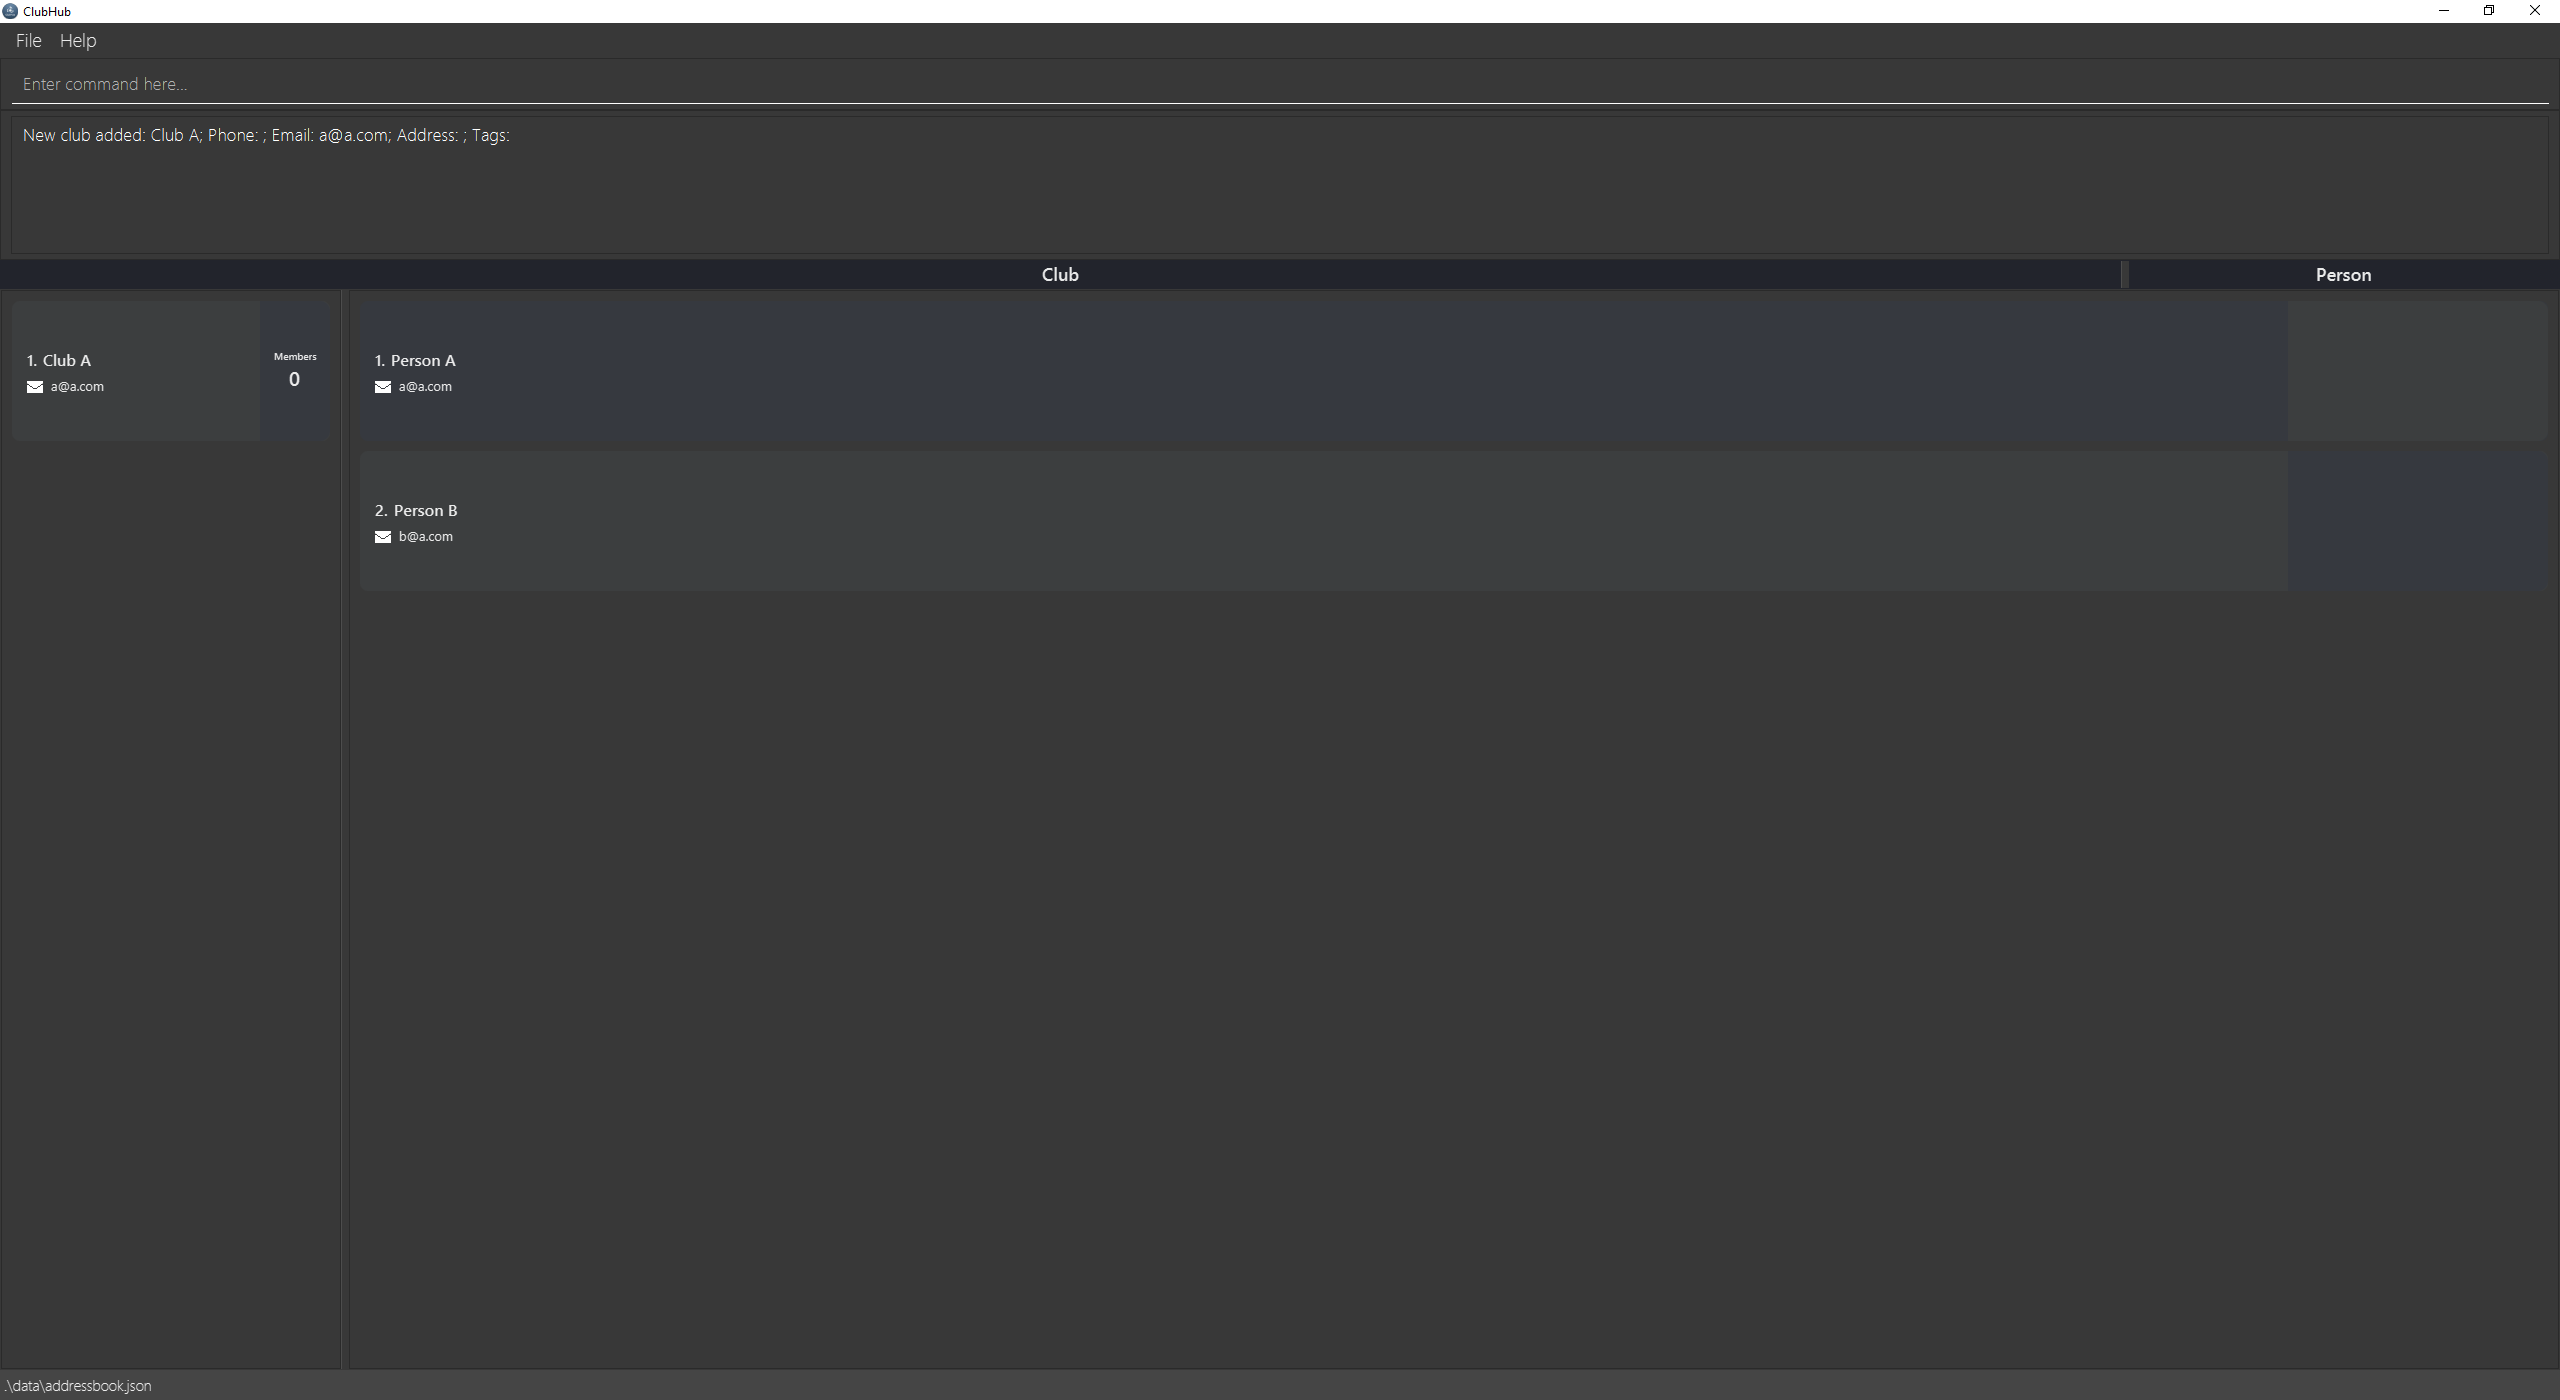 ClubHub
File Help
Enter command here...
New club added: Club A; Phone: ; Email: a@a.com; Address: ; Tags:
Club Person
1. Club A
a@a.com
Members
0
1. Person A
a@a.com
2. Person B
b@a.com
.\data\addressbook.json